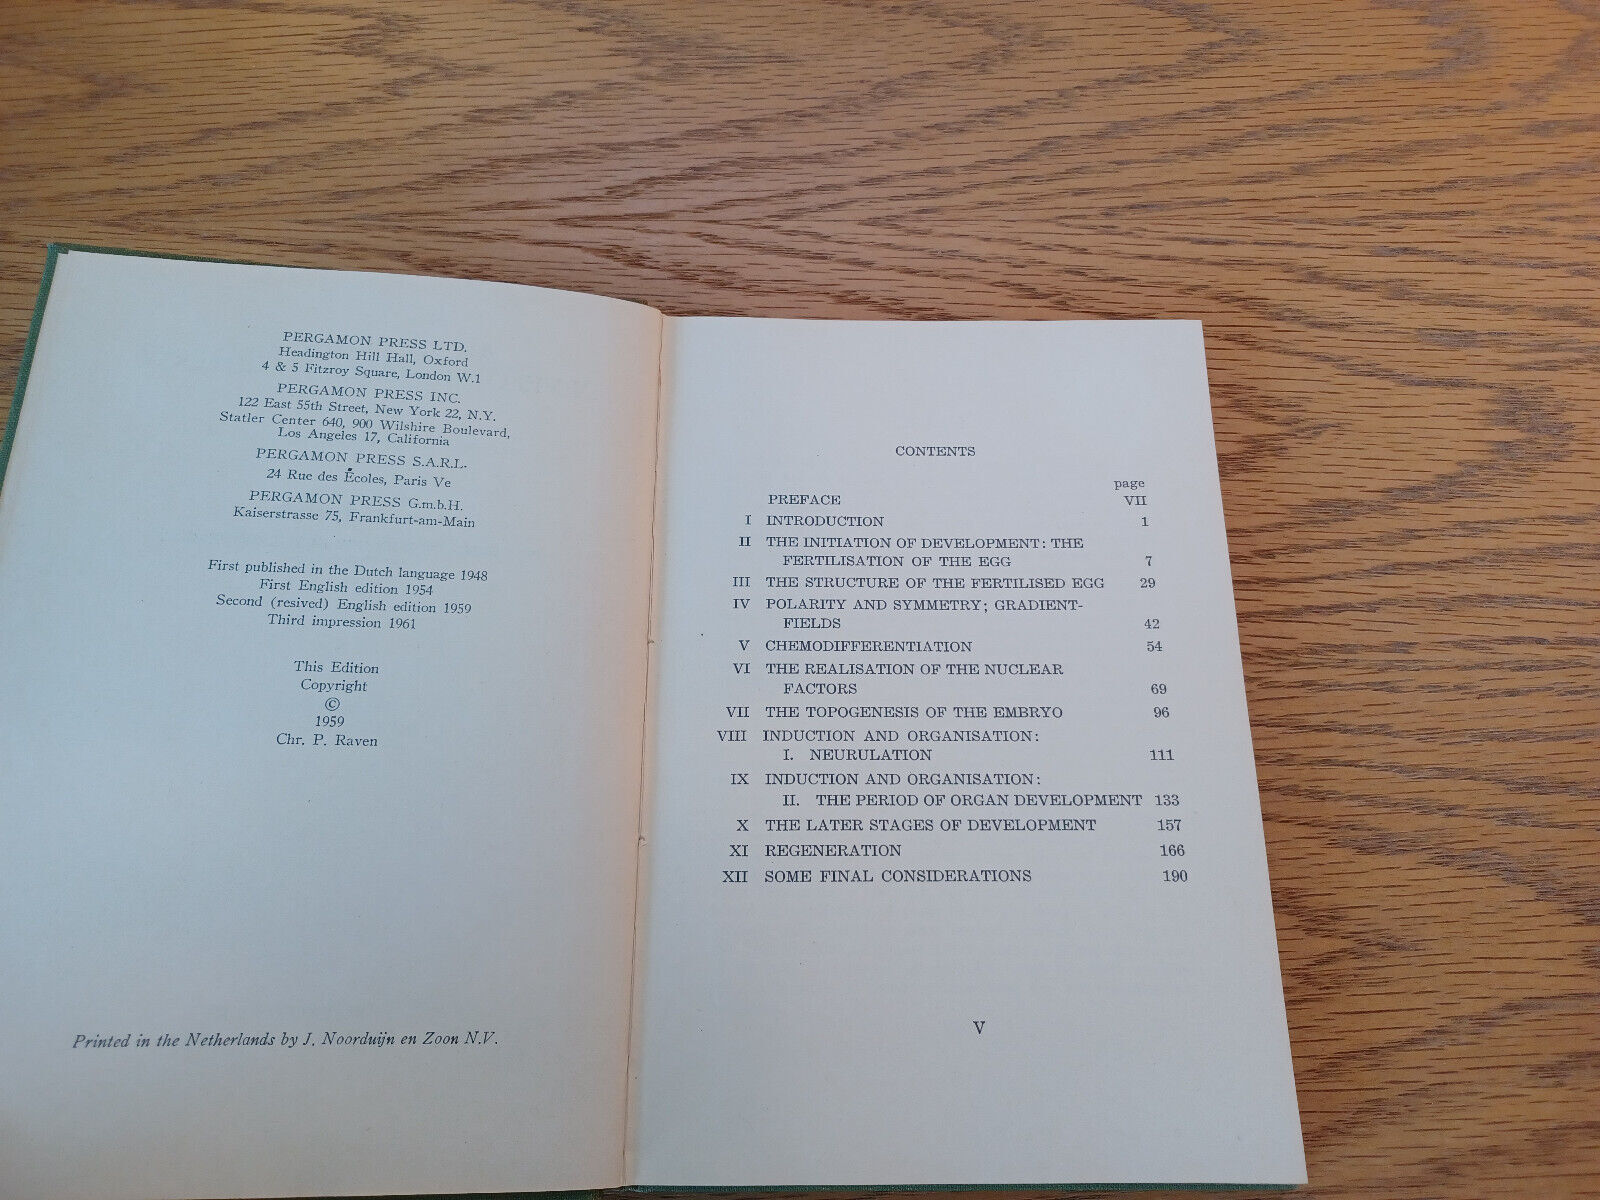 PERGAMON PRESS LTD.
Headington Hill Hall, Oxford
4 & 5 Fitzroy Square, London W.1
PERGAMON PRESS INC.
122 East 55th Street, New York 22, N.Y.
Statler Center 640, 900 Wilshire Boulevard,
Los Angeles 17, California
PERGAMON PRESS S.A.R.L.
24 Rue des Écoles, Paris Ve
PERGAMON PRESS G.m.b.H.
Kaiserstrasse 75, Frankfurt-am-Main
First published in the Dutch language 1948
First English edition 1954
Second (resived) English edition 1959
Third impression 1961
This Edition
Copyright
©
1959
Chr. P. Raven
Printed in the Netherlands by J. Noorduijn en Zoon N.V.
CONTENTS
page
PREFACE VII
I INTRODUCTION 1
II THE INITIATION OF DEVELOPMENT: THE
FERTILISATION OF THE EGG 7
III THE STRUCTURE OF THE FERTILISED EGG 29
IV POLARITY AND SYMMETRY; GRADIENT-
FIELDS 42
V CHEMODIFFERENTIATION 54
VI THE REALISATION OF THE NUCLEAR
FACTORS 69
VII THE TOPOGENESIS OF THE EMBRYO 96
VIII INDUCTION AND ORGANISATION:
I. NEURULATION 111
IX INDUCTION AND ORGANISATION:
II. THE PERIOD OF ORGAN DEVELOPMENT 133
X THE LATER STAGES OF DEVELOPMENT 157
XI REGENERATION 166
XII SOME FINAL CONSIDERATIONS 190
V